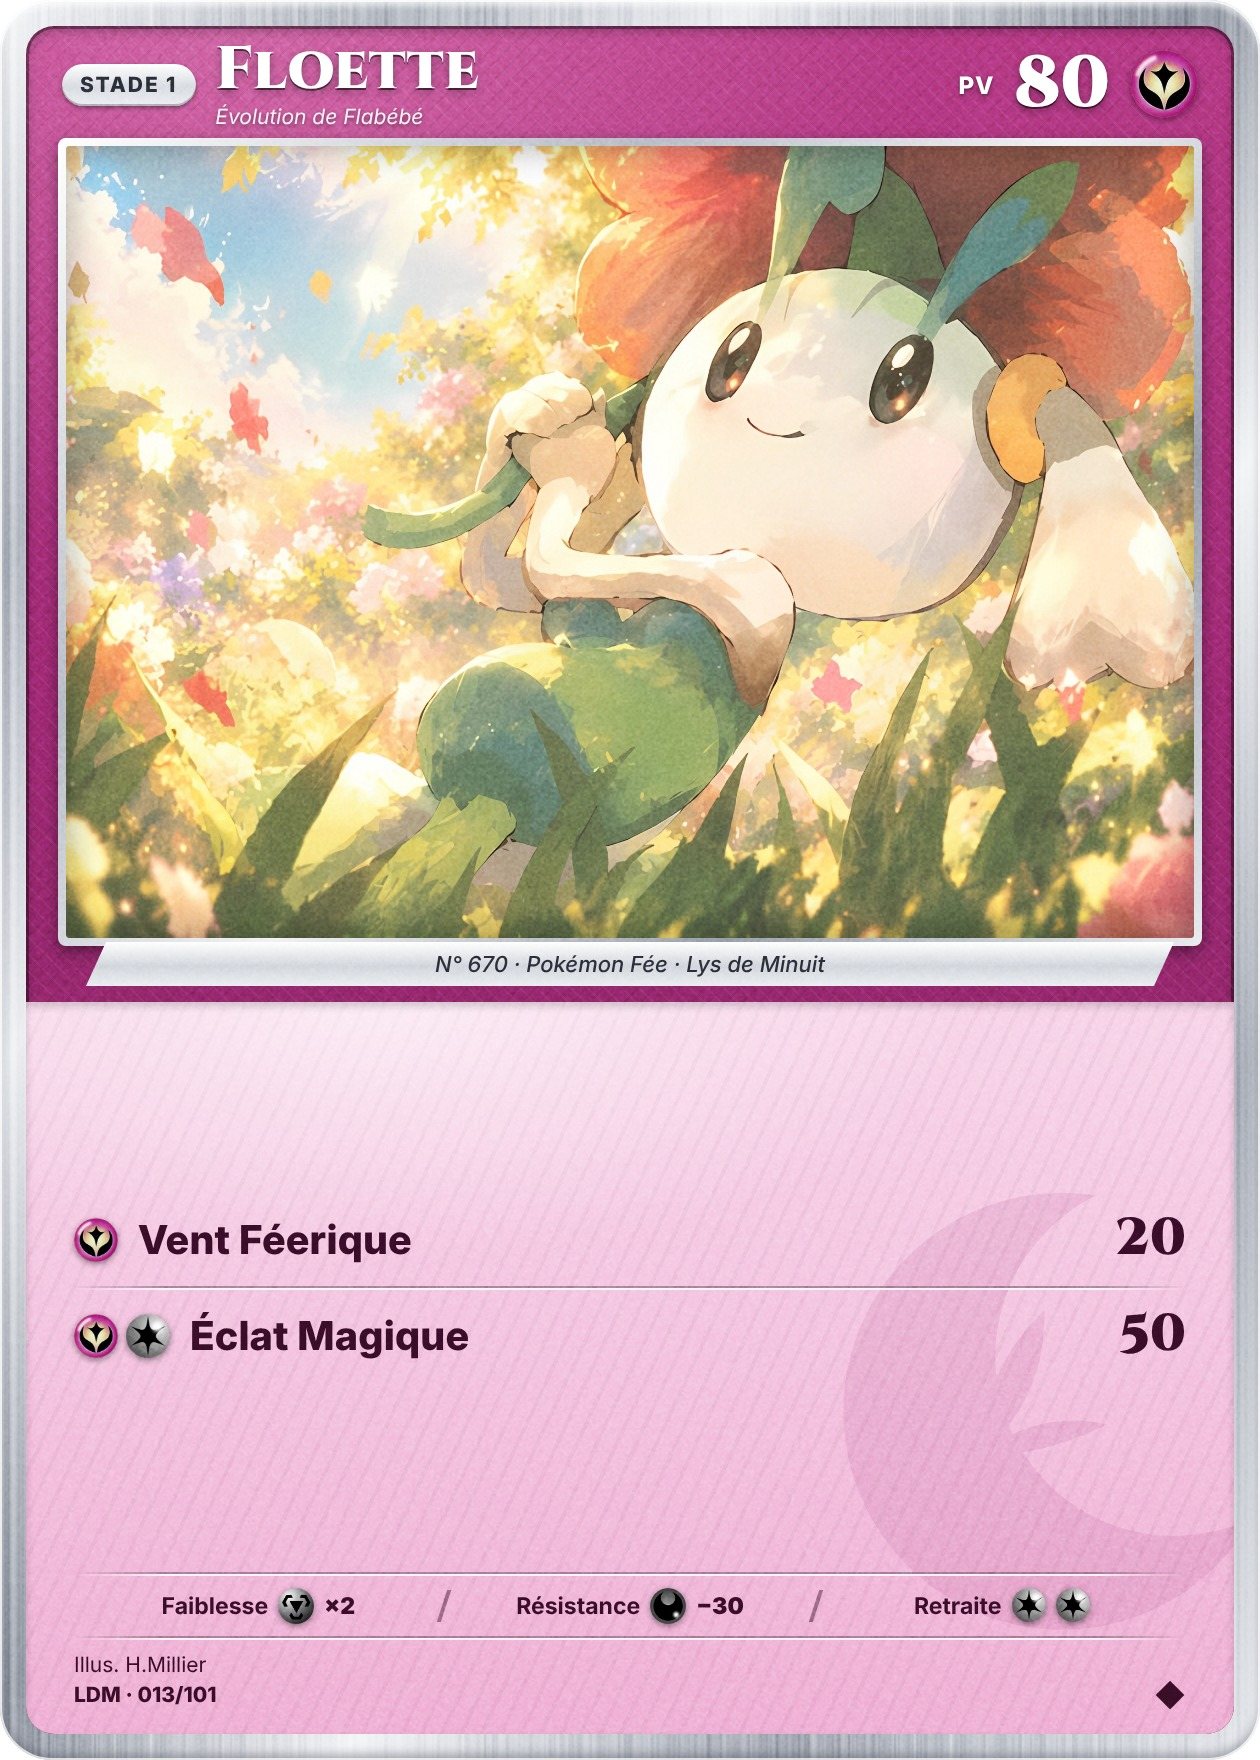 STADE 1
Floette
Évolution de Flabébé
PV 80
N° 670 · Pokémon Fée · Lys de Minuit
Vent Féerique 20
Éclat Magique 50
Faiblesse ×2 / Résistance −30 / Retraite
Illus. H.Millier
LDM · 013/101